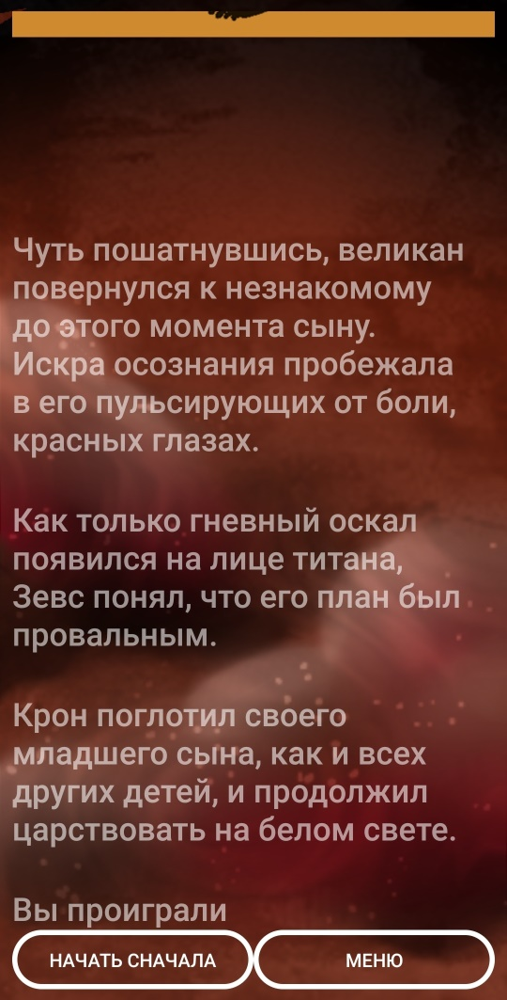 Чуть пошатнувшись, великан
повернулся к незнакомому
до этого момента сыну.
Искра осознания пробежала
в его пульсирующих от боли,
красных глазах.
Как только гневный оскал
появился на лице титана,
Зевс понял, что его план был
провальным.
Крон поглотил своего
младшего сына, как и всех
других детей, и продолжил
царствовать на белом свете.
Вы проиграли
НАЧАТЬ СНАЧАЛА
МЕНЮ